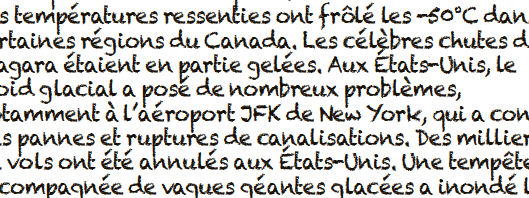 s températures ressenties ont frôlé les -50°C dan
rtaines régions du Canada. Les célèbres chutes d
agara étaient en partie gelées. Aux États-Unis, le
oid glacial a posé de nombreux problèmes,
tamment à l'aéroport JFK de New York, qui a con
s pannes et ruptures de canalisations. Des millier
vols ont été annulés aux États-Unis. Une tempête
compagnée de vagues géantes glacées a inondé l